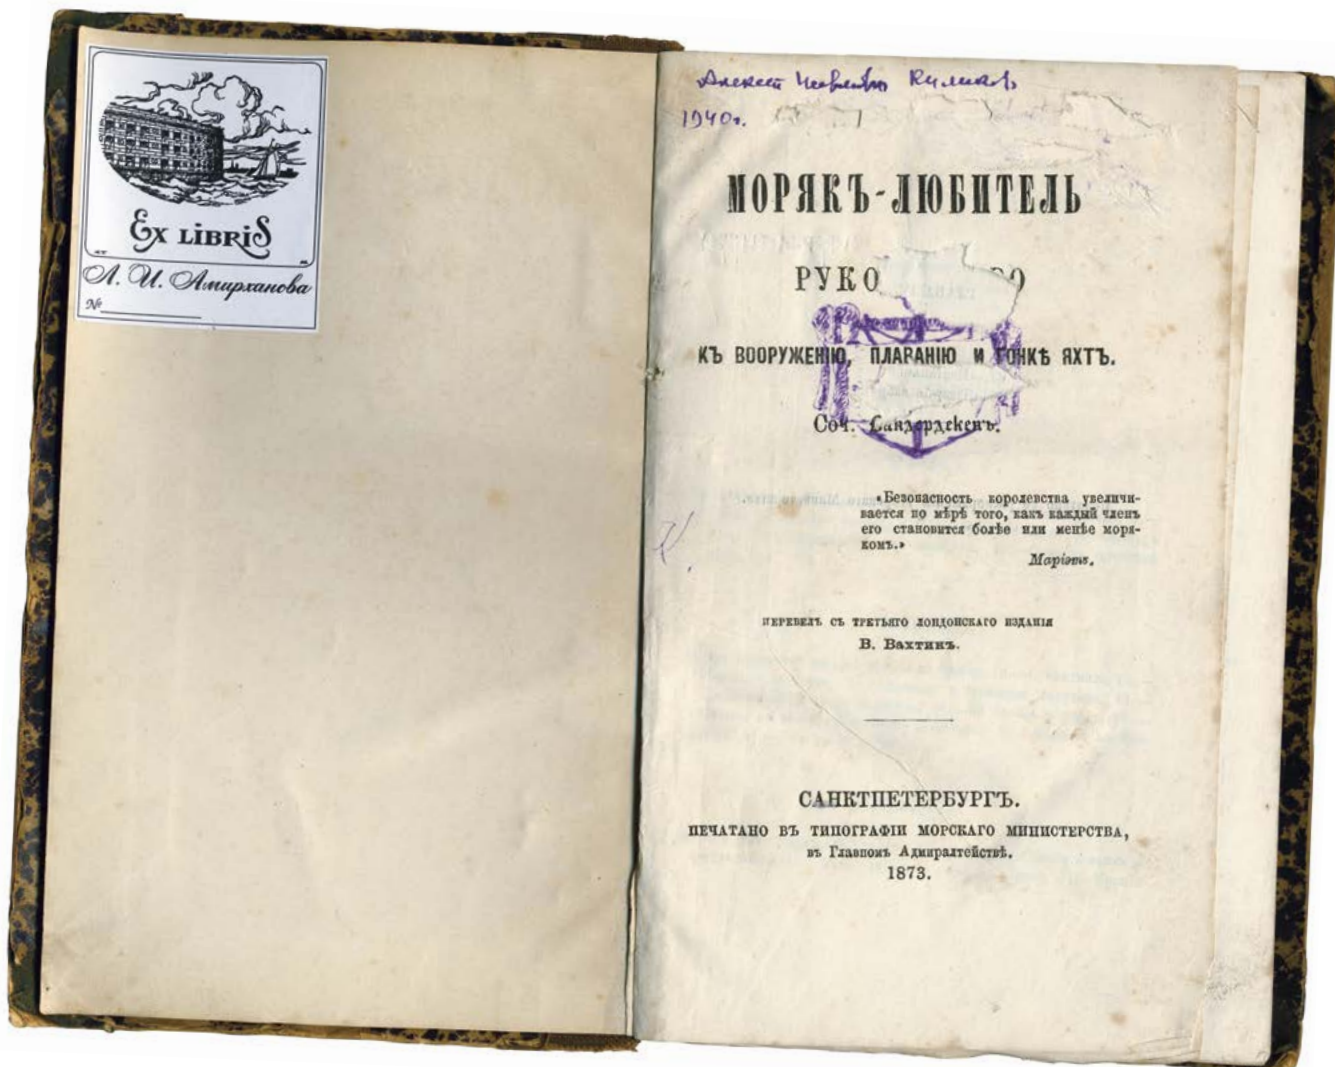 Ex LIBRIS
А. И. Амирханова
№
1940г.
МОРЯКЪ-ЛЮБИТЕЛЬ
РУКО ВО
КЪ ВООРУЖЕНІЮ, ПЛАВАНІЮ И ГОНКѢ ЯХТЪ.
Соч. Вандердекенъ.
«Безопасность королевства увеличи-
вается по мѣрѣ того, какъ каждый членъ
его становится болѣе или менѣе моря-
комъ.»
Маріэтъ.
ПЕРЕВЕЛЪ СЪ ТРЕТЬЯГО ЛОНДОНСКАГО ИЗДАНІЯ
В. Вахтинъ.
САНКТПЕТЕРБУРГЪ.
ПЕЧАТАНО ВЪ ТИПОГРАФІИ МОРСКАГО МИНИСТЕРСТВА,
въ Главномъ Адмиралтействѣ.
1873.